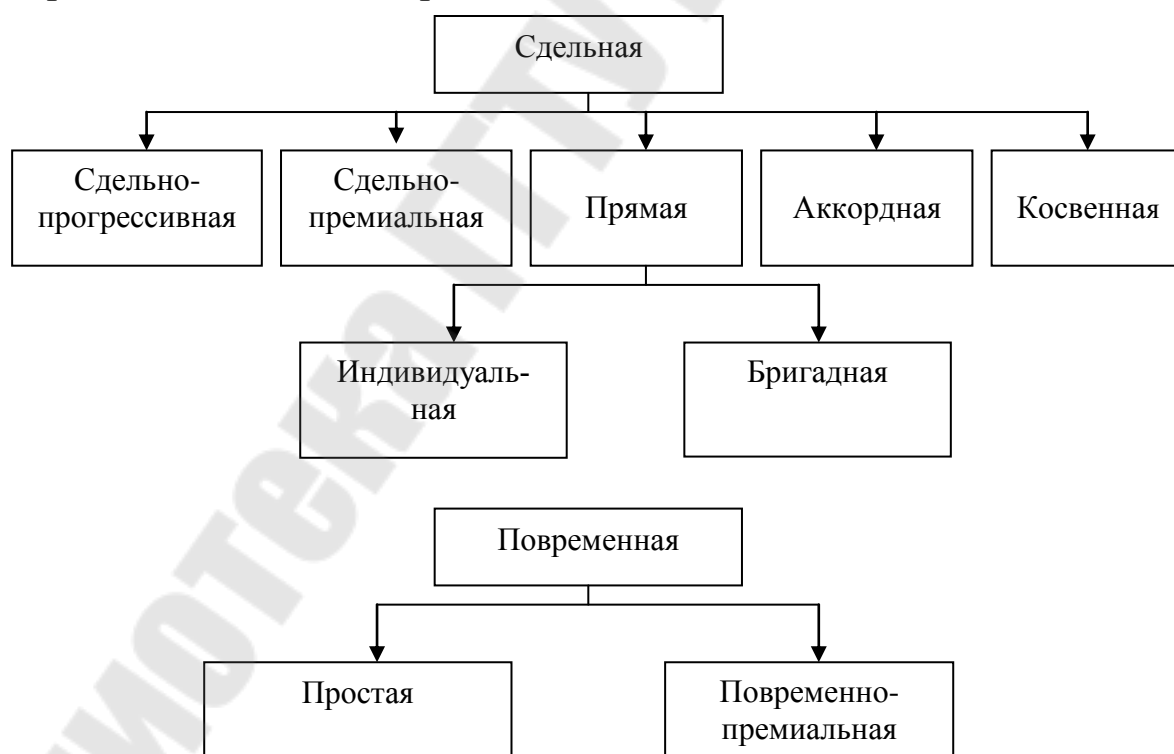 Сдельная
Сдельно-
прогрессивная
Сдельно-
премиальная
Прямая
Аккордная
Косвенная
Индивидуаль-
ная
Бригадная
Повременная
Простая
Повременно-
премиальная